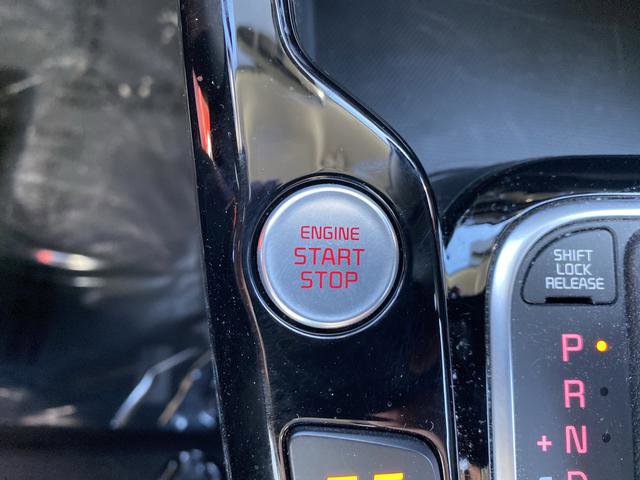 ENGINE
START
STOP
SHIFT
LOCK
RELEASE
P
R
+ N
D